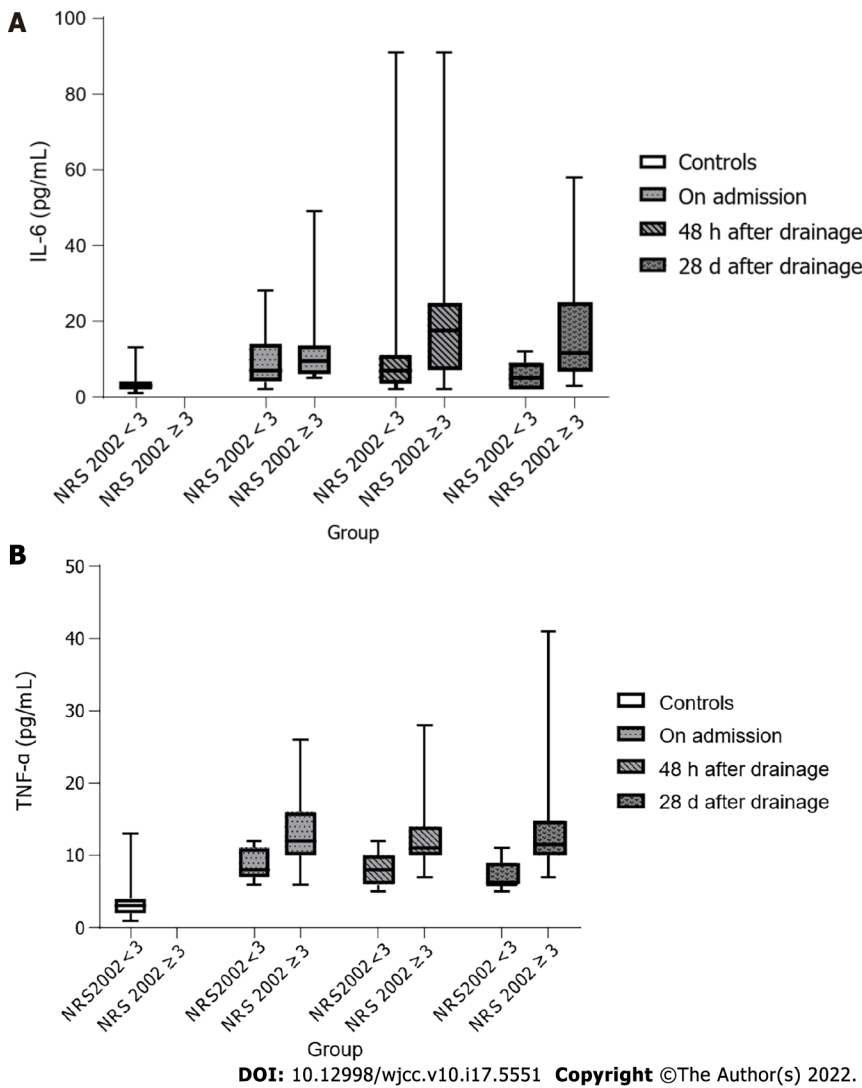 A
100
80
60
40
20
0
IL-6 (pg/mL)
NRS 2002 <3
NRS 2002 ≥3
NRS 2002 <3
NRS 2002 ≥3
NRS 2002 <3
NRS 2002 ≥3
NRS 2002 <3
NRS 2002 ≥3
Group
Controls
On admission
48 h after drainage
28 d after drainage
B
50
40
30
20
10
0
TNF-α (pg/mL)
NRS2002 <3
NRS 2002 ≥3
NRS2002 <3
NRS 2002 ≥3
NRS2002 <3
NRS 2002 ≥3
NRS2002 <3
NRS 2002 ≥3
Group
Controls
On admission
48 h after drainage
28 d after drainage
DOI: 10.12998/wjcc.v10.i17.5551 Copyright ©The Author(s) 2022.